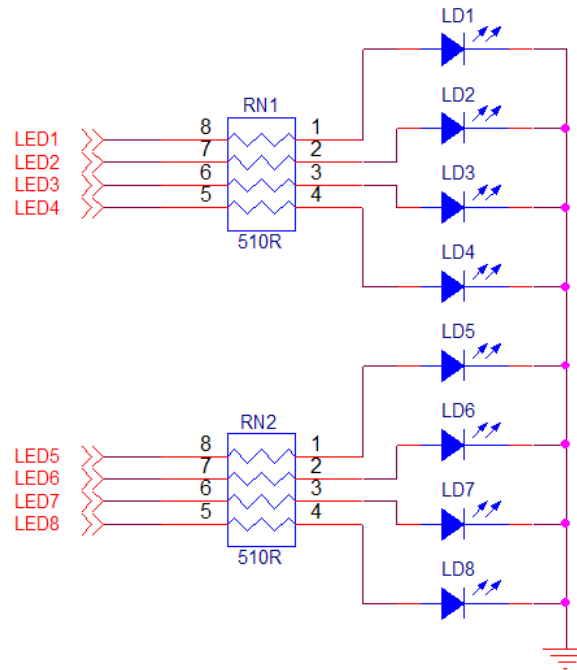 LD1
LD2
RN1
LED1 8 1
LED2 7 2
LED3 6 3 LD3
LED4 5 4
510R
LD4
LD5
LD6
RN2
LED5 8 1
LED6 7 2
LED7 6 3 LD7
LED8 5 4
510R
LD8